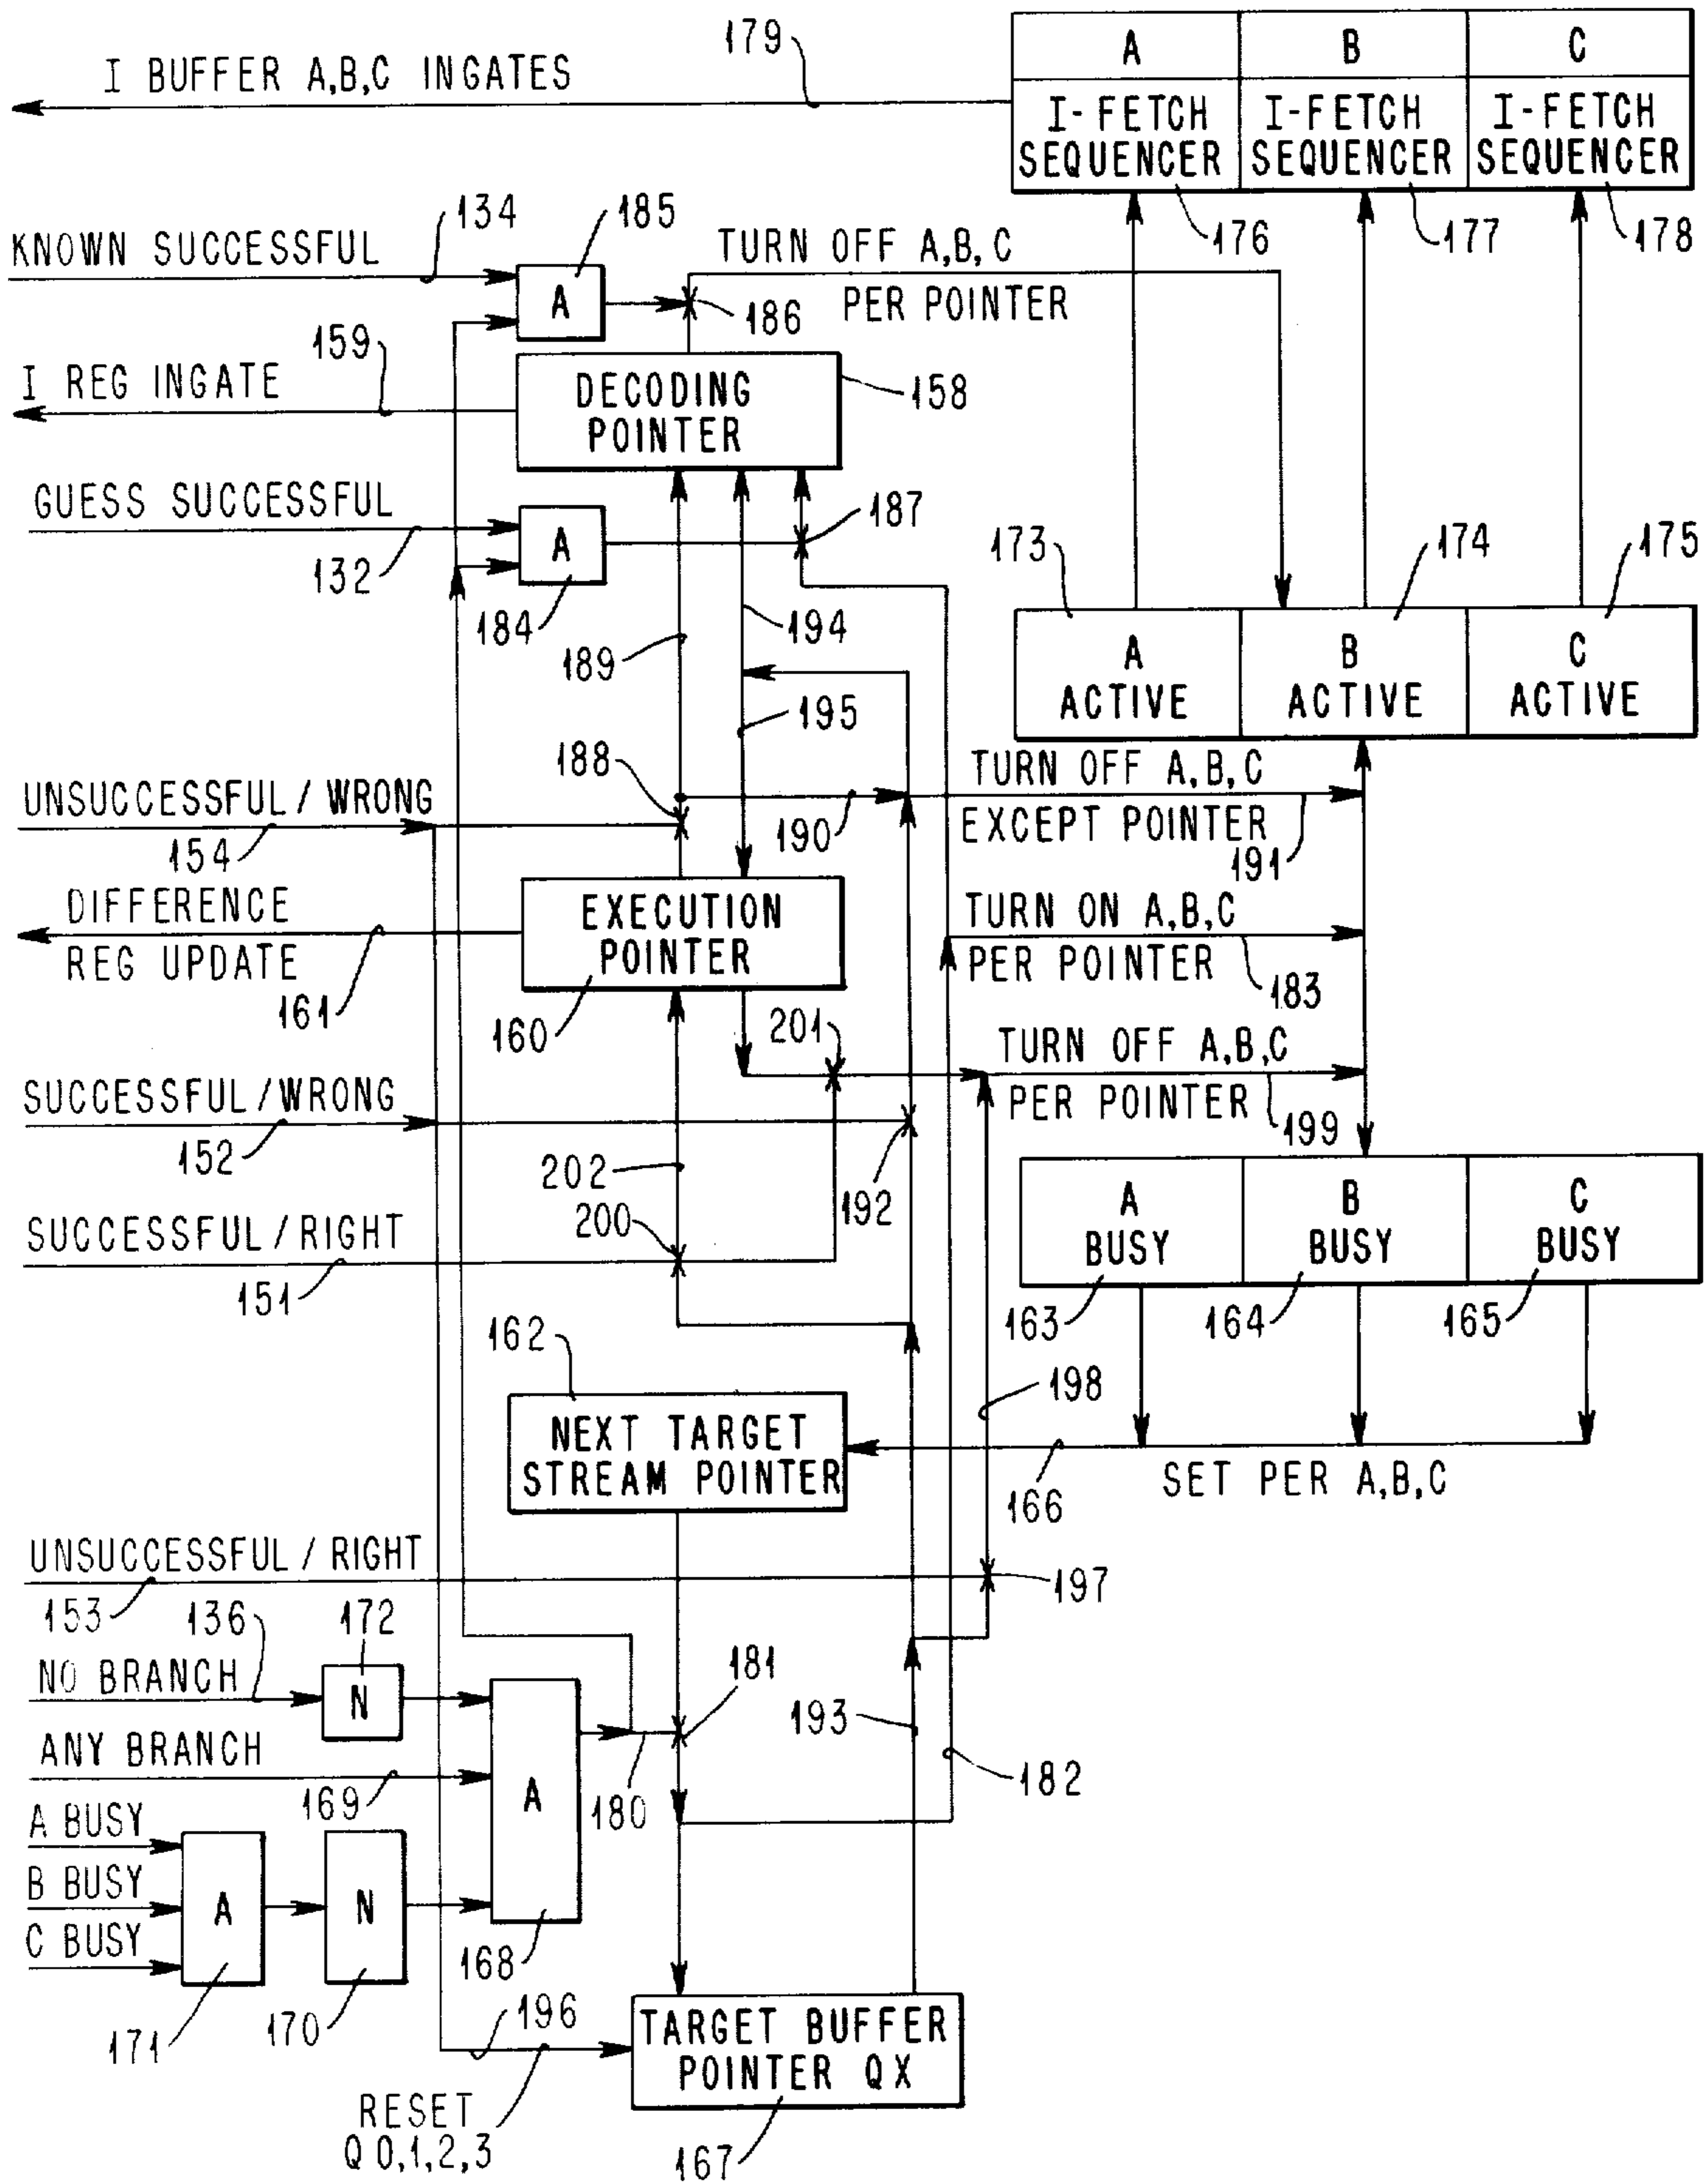 179
A B C
I BUFFER A,B,C INGATES
I-FETCH SEQUENCER
I-FETCH SEQUENCER
I-FETCH SEQUENCER
134
185
176
177
178
KNOWN SUCCESSFUL
TURN OFF A,B,C
PER POINTER
A
186
159
I REG INGATE
DECODING
POINTER
158
GUESS SUCCESSFUL
A
187
132
184
173
174
175
194
189
A
ACTIVE
B
ACTIVE
C
ACTIVE
195
188
UNSUCCESSFUL / WRONG
154
190
TURN OFF A,B,C
EXCEPT POINTER
191
DIFFERENCE
REG UPDATE
161
EXECUTION
POINTER
160
TURN ON A,B,C
PER POINTER
183
201
TURN OFF A,B,C
PER POINTER
199
SUCCESSFUL / WRONG
152
202
192
200
SUCCESSFUL / RIGHT
151
A
BUSY
B
BUSY
C
BUSY
163
164
165
162
198
NEXT TARGET
STREAM POINTER
166
SET PER A,B,C
UNSUCCESSFUL / RIGHT
153
197
136
172
NO BRANCH
N
181
193
ANY BRANCH
169
A
180
182
A BUSY
B BUSY
C BUSY
A
N
168
171
170
196
TARGET BUFFER
POINTER QX
RESET
Q 0,1,2,3
167